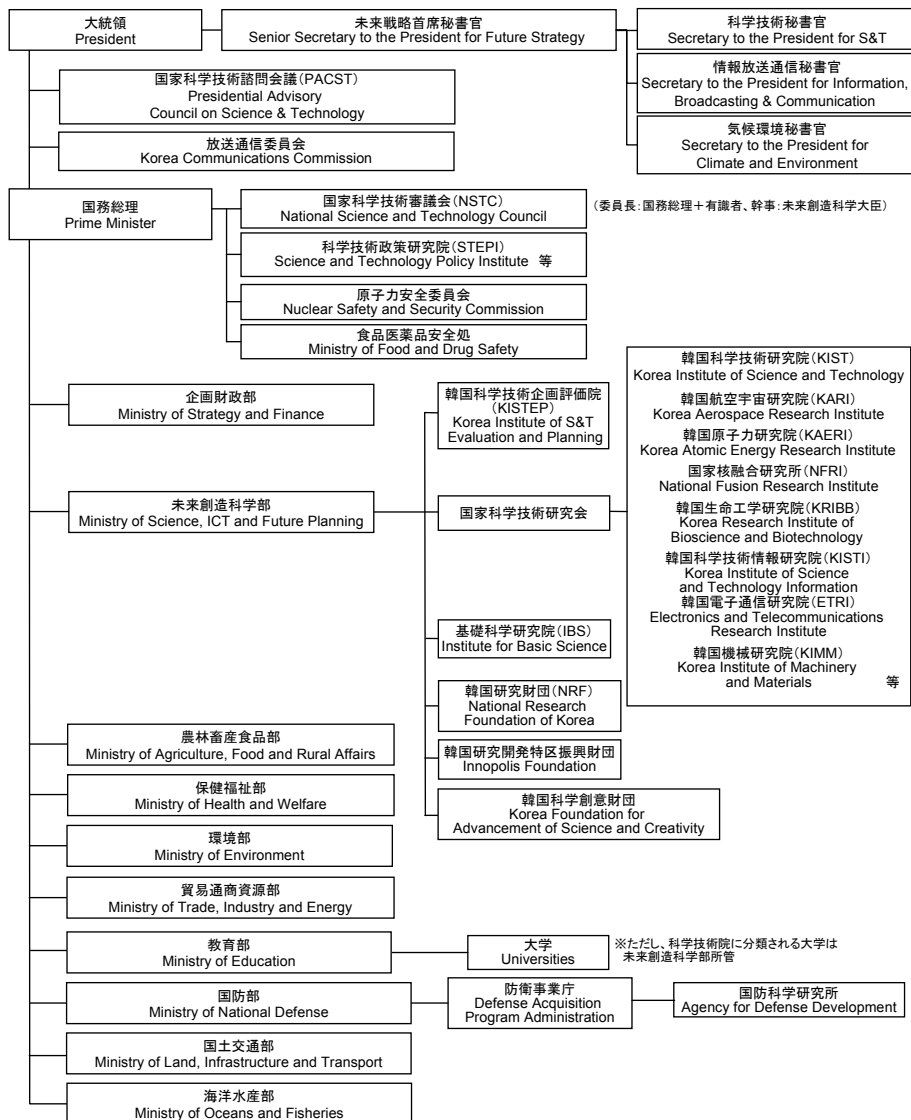 大統領
President
未来戦略首席秘書官
Senior Secretary to the President for Future Strategy
科学技術秘書官
Secretary to the President for S&T
情報放送通信秘書官
Secretary to the President for Information,
Broadcasting & Communication
気候環境秘書官
Secretary to the President for
Climate and Environment
国家科学技術諮問会議(PACST)
Presidential Advisory
Council on Science & Technology
放送通信委員会
Korea Communications Commission
国務総理
Prime Minister
国家科学技術審議会(NSTC)
National Science and Technology Council
(委員長:国務総理+有識者、幹事:未来創造科学大臣)
科学技術政策研究院(STEPI)
Science and Technology Policy Institute 等
原子力安全委員会
Nuclear Safety and Security Commission
食品医薬品安全処
Ministry of Food and Drug Safety
企画財政部
Ministry of Strategy and Finance
未来創造科学部
Ministry of Science, ICT and Future Planning
韓国科学技術企画評価院
(KISTEP)
Korea Institute of S&T
Evaluation and Planning
国家科学技術研究会
韓国科学技術研究院(KIST)
Korea Institute of Science and Technology
韓国航空宇宙研究院(KARI)
Korea Aerospace Research Institute
韓国原子力研究院(KAERI)
Korea Atomic Energy Research Institute
国家核融合研究所(NFRI)
National Fusion Research Institute
韓国生命工学研究院(KRIBB)
Korea Research Institute of
Bioscience and Biotechnology
韓国科学技術情報研究院(KISTI)
Korea Institute of Science
and Technology Information
韓国電子通信研究院(ETRI)
Electronics and Telecommunications
Research Institute
韓国機械研究院(KIMM)
Korea Institute of Machinery
and Materials 等
基礎科学研究院(IBS)
Institute for Basic Science
韓国研究財団(NRF)
National Research
Foundation of Korea
韓国研究開発特区振興財団
Innopolis Foundation
韓国科学創意財団
Korea Foundation for
Advancement of Science and Creativity
農林畜産食品部
Ministry of Agriculture, Food and Rural Affairs
保健福祉部
Ministry of Health and Welfare
環境部
Ministry of Environment
貿易通商資源部
Ministry of Trade, Industry and Energy
教育部
Ministry of Education
大学
Universities
※ただし、科学技術院に分類される大学は
未来創造科学部所管
国防部
Ministry of National Defense
防衛事業庁
Defense Acquisition
Program Administration
国防科学研究所
Agency for Defense Development
国土交通部
Ministry of Land, Infrastructure and Transport
海洋水産部
Ministry of Oceans and Fisheries